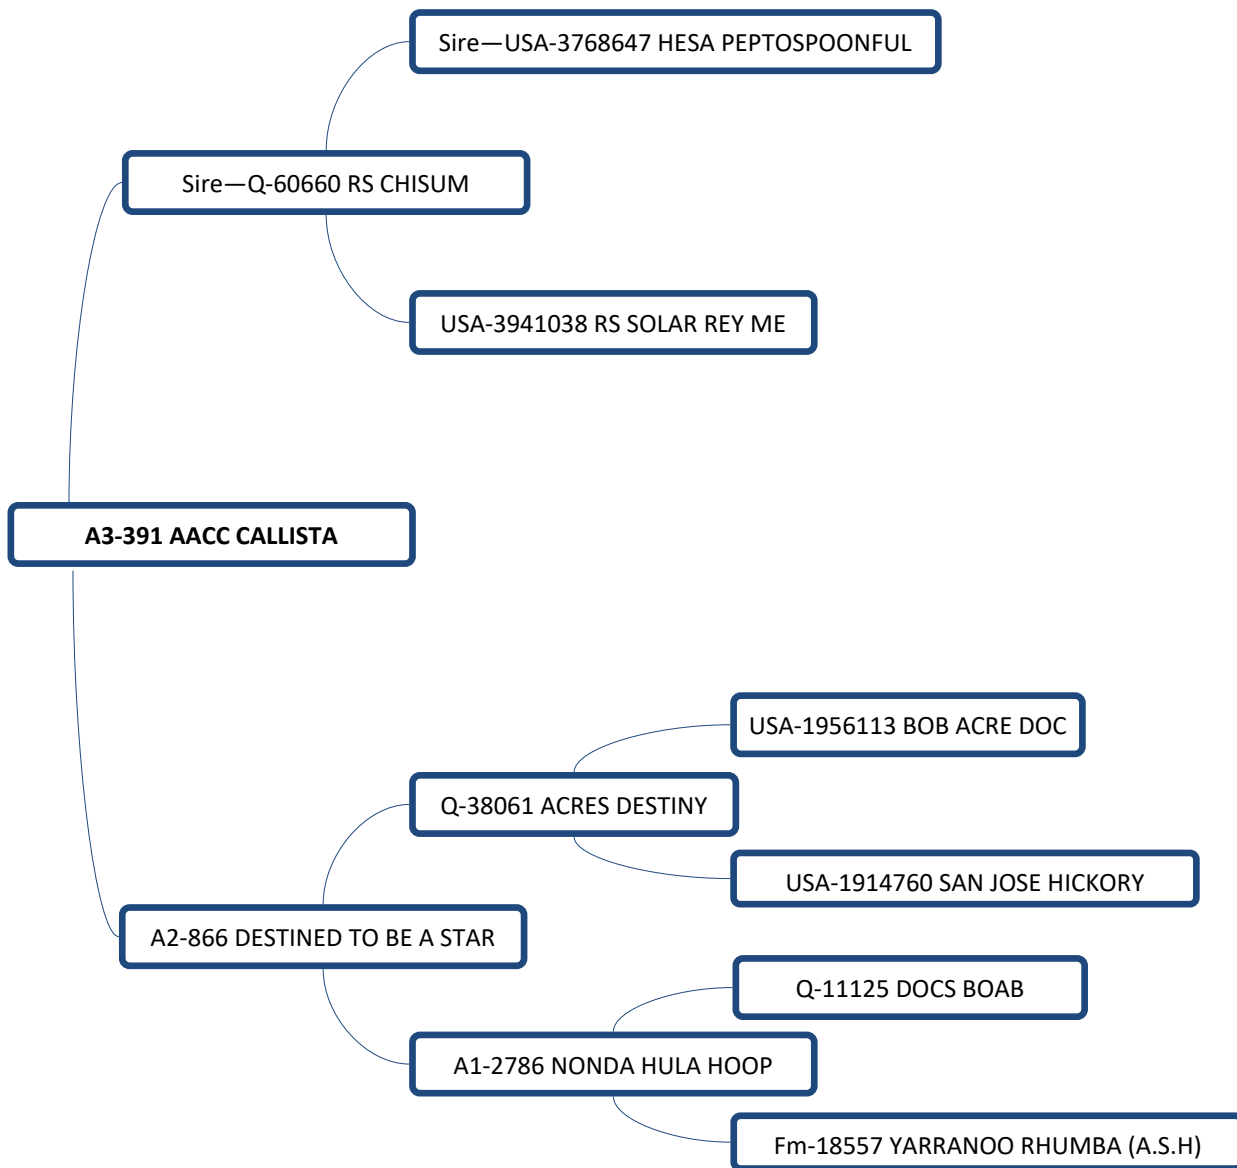 Sire—USA-3768647 HESA PEPTOSPOONFUL
Sire—Q-60660 RS CHISUM
USA-3941038 RS SOLAR REY ME
A3-391 AACC CALLISTA
USA-1956113 BOB ACRE DOC
Q-38061 ACRES DESTINY
USA-1914760 SAN JOSE HICKORY
A2-866 DESTINED TO BE A STAR
Q-11125 DOCS BOAB
A1-2786 NONDA HULA HOOP
Fm-18557 YARRANOO RHUMBA (A.S.H)